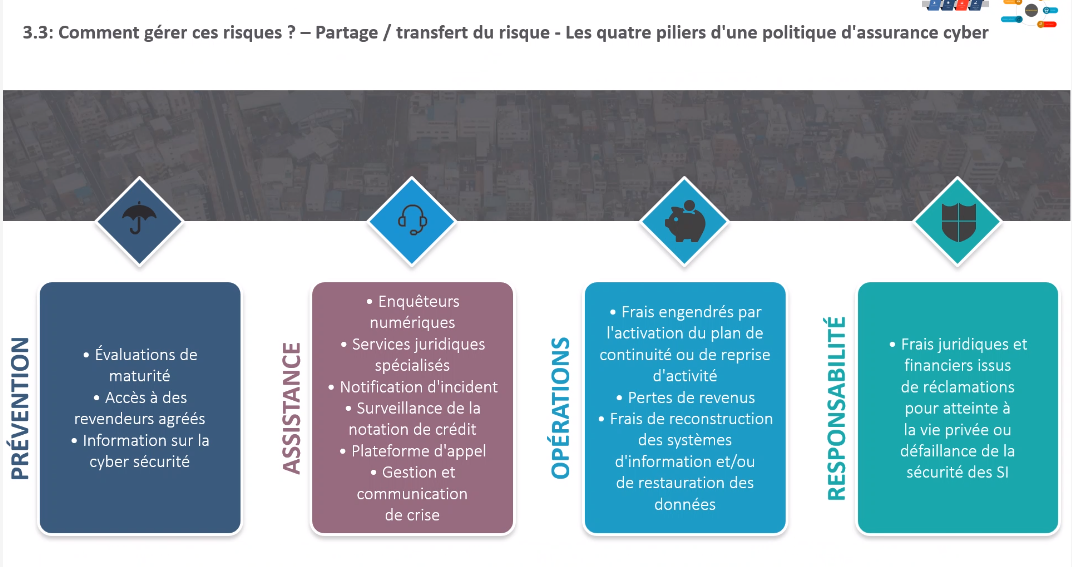 3.3: Comment gérer ces risques ? – Partage / transfert du risque - Les quatre piliers d'une politique d'assurance cyber
PRÉVENTION
• Évaluations de
maturité
• Accès à des
revendeurs agréés
• Information sur la
cyber sécurité
ASSISTANCE
• Enquêteurs
numériques
• Services juridiques
spécialisés
• Notification d'incident
• Surveillance de la
notation de crédit
• Plateforme d'appel
• Gestion et
communication
de crise
OPÉRATIONS
• Frais engendrés par
l'activation du plan de
continuité ou de reprise
d'activité
• Pertes de revenus
• Frais de reconstruction
des systèmes
d'information et/ou
de restauration des
données
RESPONSABILITÉ
• Frais juridiques et
financiers issus
de réclamations
pour atteinte à
la vie privée ou
défaillance de la
sécurité des SI